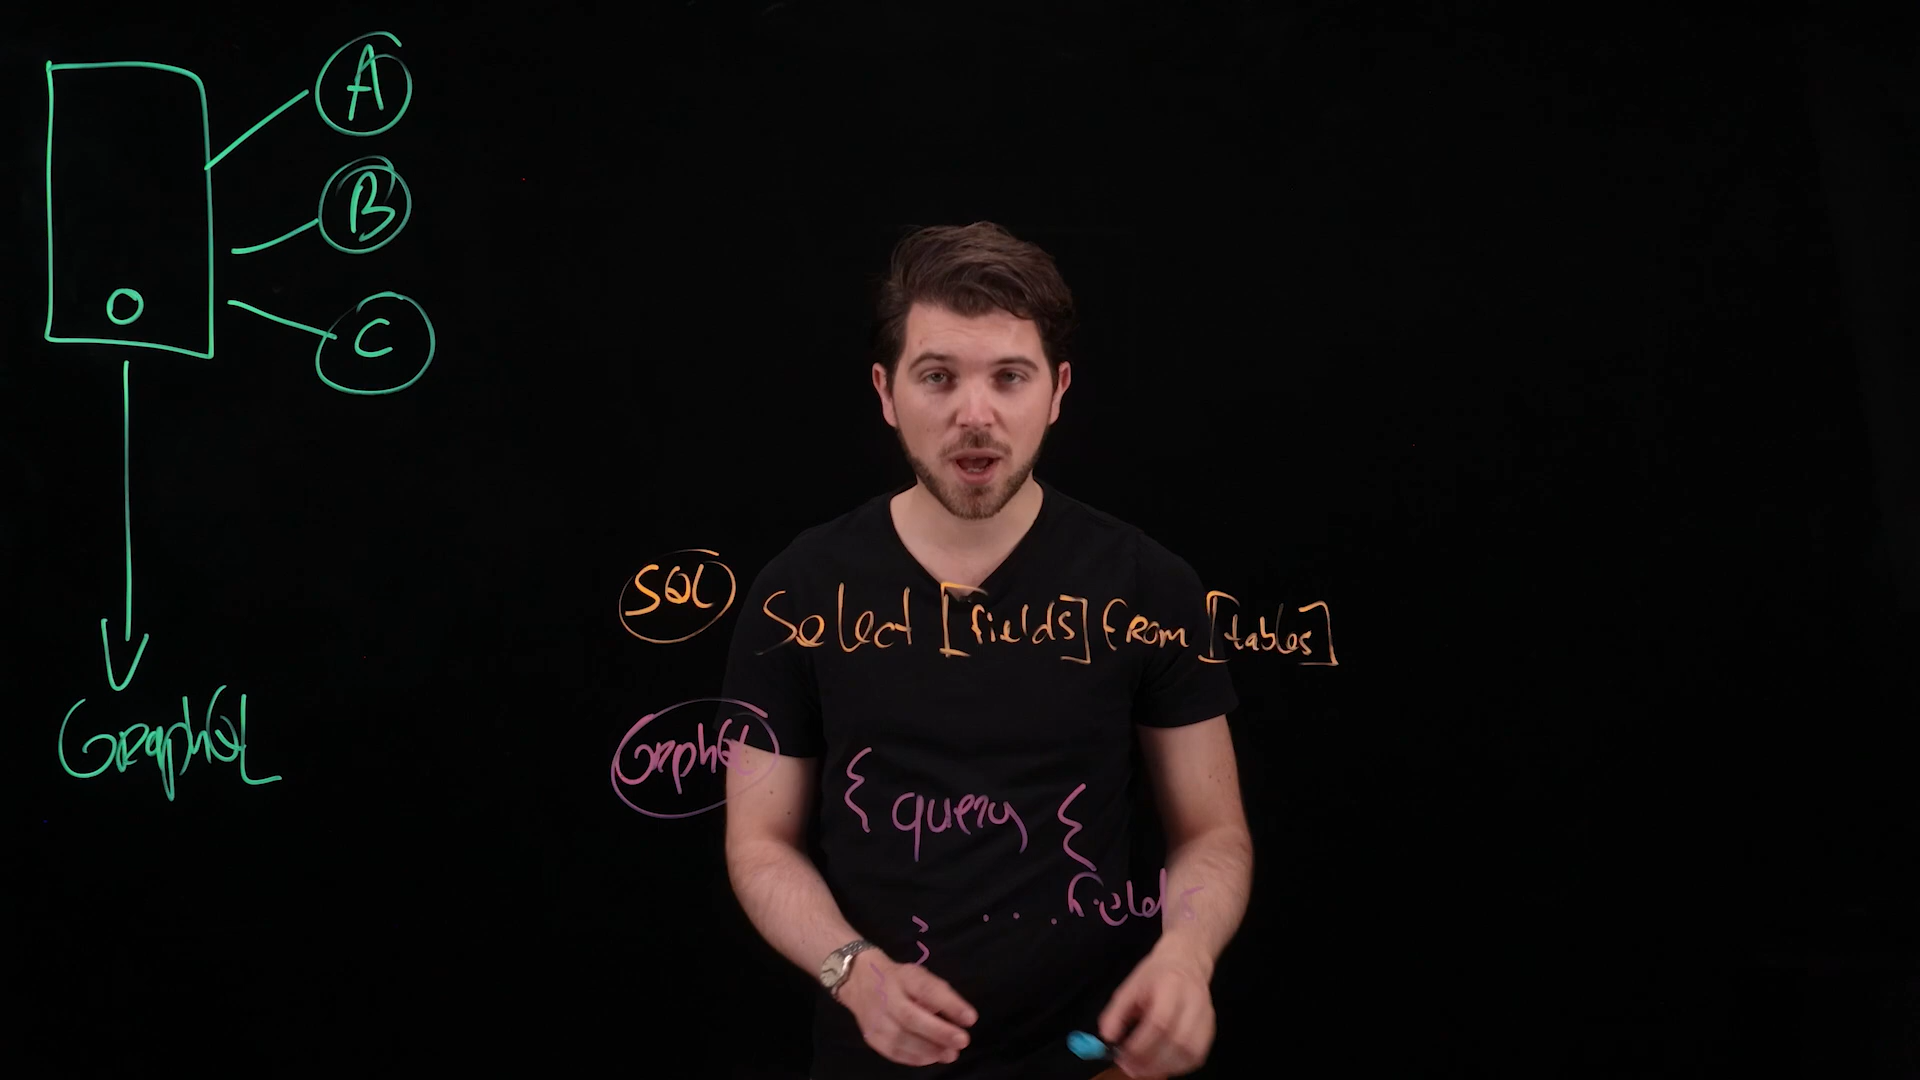 A
B
C
GraphQL
SQL
Select [fields] from [tables]
GraphQL
{ query {
... fields
}
}